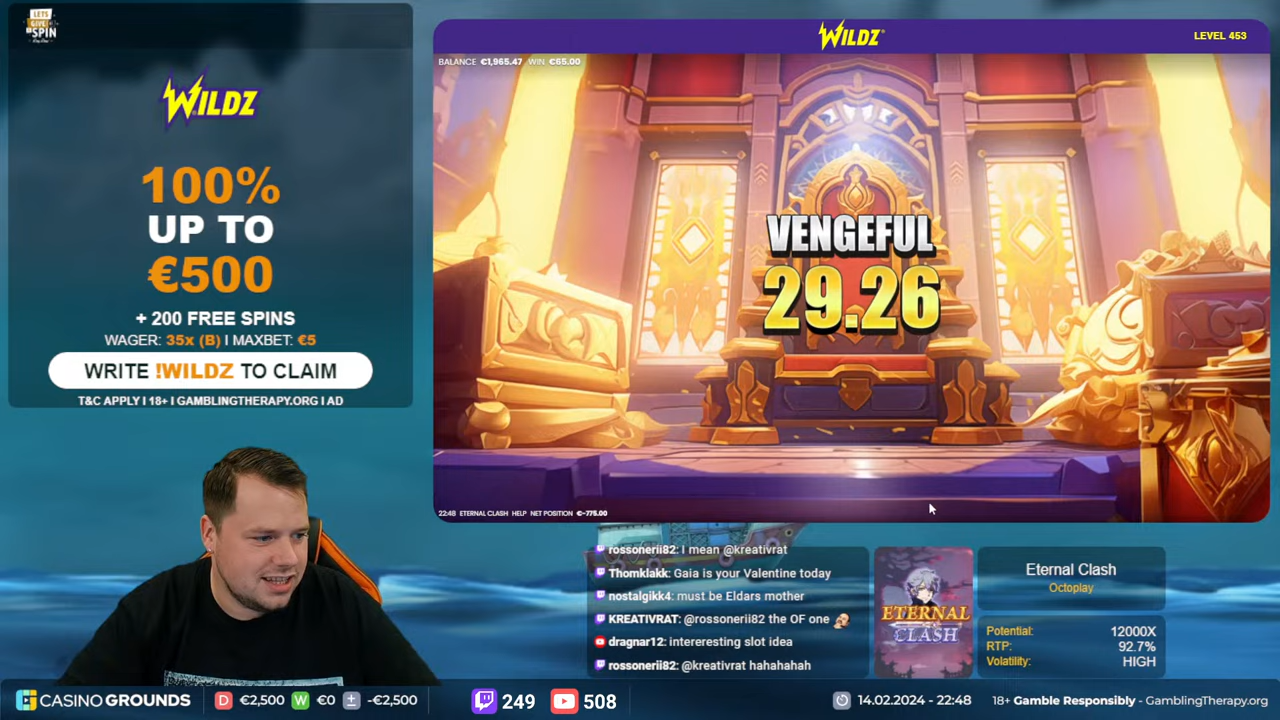 LETS
GIVE IT
A SPIN
WILDZ
100%
UP TO
€500
+ 200 FREE SPINS
WAGER: 35x (B) I MAXBET: €5
WRITE !WILDZ TO CLAIM
T&C APPLY I 18+ I GAMBLINGTHERAPY.ORG I AD
WILDZ
LEVEL 453
BALANCE €1,965.47 WIN €65.00
VENGEFUL
29.26
22:48 ETERNAL CLASH HELP NET POSITION €-775.00
rossonerii82: I mean @kreativrat
Thomklakk: Gaia is your Valentine today
nostalgikk4: must be Eldars mother
KREATIVRAT: @rossonerii82 the OF one
dragnar12: intereresting slot idea
rossonerii82: @kreativrat hahahahah
ETERNAL
CLASH
Eternal Clash
Octoplay
Potential: 12000X
RTP: 92.7%
Volatility: HIGH
CASINOGROUNDS
D €2,500 W €0 ± -€2,500
249
508
14.02.2024 - 22:48
18+ Gamble Responsibly - GamblingTherapy.org